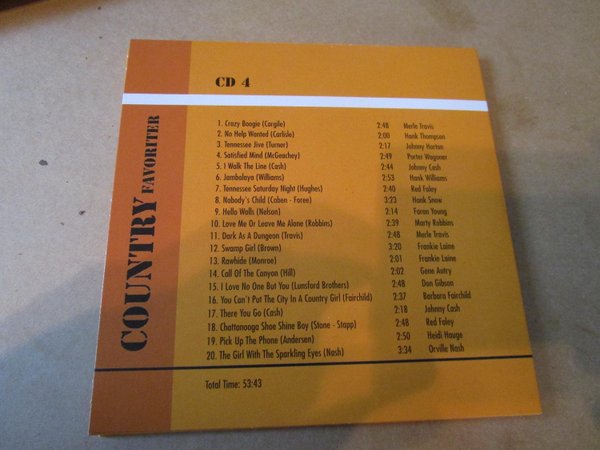 COUNTRY FAVORITER
CD 4
1. Crazy Boogie (Cargile) 2:48 Merle Travis
2. No Help Wanted (Carlisle) 2:00 Hank Thompson
3. Tennessee Jive (Turner) 2:17 Johnny Horton
4. Satisfied Mind (McGeachey) 2:49 Porter Wagoner
5. I Walk The Line (Cash) 2:44 Johnny Cash
6. Jambalaya (Williams) 2:53 Hank Williams
7. Tennessee Saturday Night (Hughes) 2:40 Red Foley
8. Nobody's Child (Coben - Foree) 3:23 Hank Snow
9. Hello Walls (Nelson) 2:14 Faron Young
10. Love Me Or Leave Me Alone (Robbins) 2:39 Marty Robbins
11. Dark As A Dungeon (Travis) 2:48 Merle Travis
12. Swamp Girl (Brown) 3:20 Frankie Laine
13. Rawhide (Monroe) 2:01 Frankie Laine
14. Call Of The Canyon (Hill) 2:02 Gene Autry
15. I Love No One But You (Lunsford Brothers) 2:48 Don Gibson
16. You Can't Put The City In A Country Girl (Fairchild) 2:37 Barbara Fairchild
17. There You Go (Cash) 2:18 Johnny Cash
18. Chattanooga Shoe Shine Boy (Stone - Stapp) 2:48 Red Foley
19. Pick Up The Phone (Andersen) 2:50 Heidi Hauge
20. The Girl With The Sparkling Eyes (Nash) 3:34 Orville Nash
Total Time: 53:43